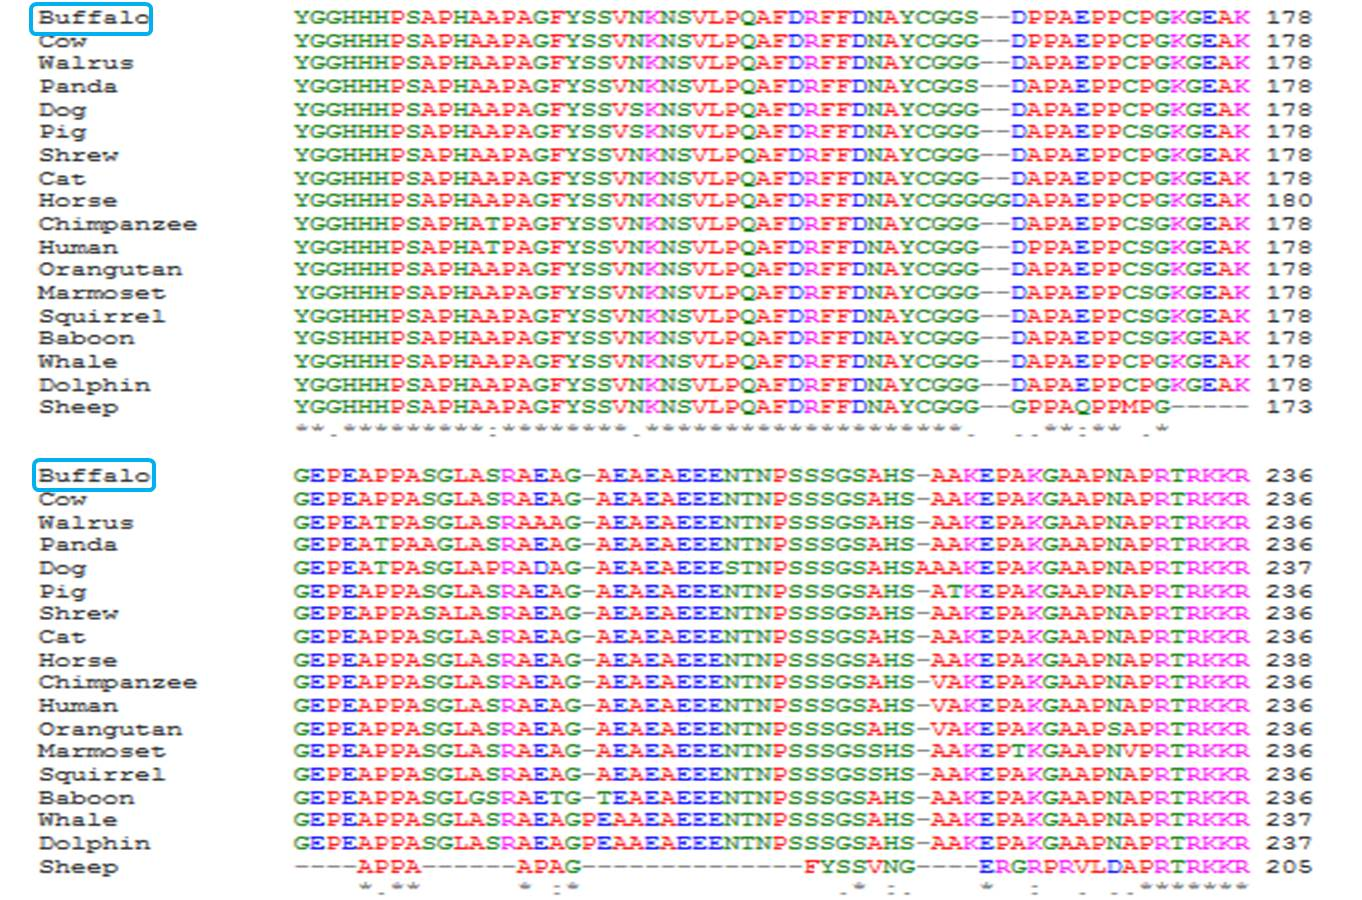 Buffalo YGGHHHPSAPHAAPAGFYSSVNKNSVLPQAFDRFFDNAYCGGS--DPPAEPPCPGKGEAK 178
Cow YGGHHHPSAPHAAPAGFYSSVNKNSVLPQAFDRFFDNAYCGGG--DPPAEPPCPGKGEAK 178
Walrus YGGHHHPSAPHAAPAGFYSSVNKNSVLPQAFDRFFDNAYCGGG--DAPAEPPCPGKGEAK 178
Panda YGGHHHPSAPHAAPAGFYSSVNKNSVLPQAFDRFFDNAYCGGS--DAPAEPPCPGKGEAK 178
Dog YGGHHHPSAPHAAPAGFYSSVSKNSVLPQAFDRFFDNAYCGGG--DAPAEPPCPGKGEAK 178
Pig YGGHHHPSAPHAAPAGFYSSVSKNSVLPQAFDRFFDNAYCGGG--DAPAEPPCSGKGEAK 178
Shrew YGGHHHPSAPHAAPAGFYSSVNKNSVLPQAFDRFFDNAYCGGG--DAPAEPPCPGKGEAK 178
Cat YGGHHHPSAPHAAPAGFYSSVNKNSVLPQAFDRFFDNAYCGGG--DAPAEPPCPGKGEAK 178
Horse YGGHHHPSAPHAAPAGFYSSVNKNSVLPQAFDRFFDNAYCGGGGGDAPAEPPCPGKGEAK 180
Chimpanzee YGGHHHPSAPHATPAGFYSSVNKNSVLPQAFDRFFDNAYCGGG--DAPAEPPCSGKGEAK 178
Human YGGHHHPSAPHATPAGFYSSVNKNSVLPQAFDRFFDNAYCGGG--DPPAEPPCSGKGEAK 178
Orangutan YGGHHHPSAPHAAPAGFYSSVNKNSVLPQAFDRFFDNAYCGGG--DAPAEPPCSGKGEAK 178
Marmoset YGGHHHPSAPHAAPAGFYSSVNKNSVLPQAFDRFFDNAYCGGG--DAPAEPPCSGKGEAK 178
Squirrel YGGHHHPSAPHAAPAGFYSSVNKNSVLPQAFDRFFDNAYCGGG--DAPAEPPCSGKGEAK 178
Baboon YGSHHHPSAPHAAPAGFYSSVNKNSVLPQAFDRFFDNAYCGGG--DAPAEPPCSGKGEAK 178
Whale YGGHHHPSAPHAAPAGFYSSVNKNSVLPQAFDRFFDNAYCGGG--DAPAEPPCPGKGEAK 178
Dolphin YGGHHHPSAPHAAPAGFYSSVNKNSVLPQAFDRFFDNAYCGGG--DAPAEPPCPGKGEAK 178
Sheep YGGHHHPSAPHAAPAGFYSSVNKNSVLPQAFDRFFDNAYCGGG--GPPAQPPMPG----- 173
**.*********:********.********************.  ..**:** .*
Buffalo GEPEAPPASGLASRAEAG-AEAEAEEENTNPSSSGSAHS-AAKEPAKGAAPNAPRTRKKR 236
Cow GEPEAPPASGLASRAEAG-AEAEAEEENTNPSSSGSAHS-AAKEPAKGAAPNAPRTRKKR 236
Walrus GEPEATPASGLASRAAAG-AEAEAEEENTNPSSSGSAHS-AAKEPAKGAAPNAPRTRKKR 236
Panda GEPEATPAAGLASRAEAG-AEAEAEEENTNPSSSGSAHS-AAKEPAKGAAPNAPRTRKKR 236
Dog GEPEATPASGLAPRADAG-AEAEAEEESTNPSSSGSAHSAAAKEPAKGAAPNAPRTRKKR 237
Pig GEPEAPPASGLASRAEAG-AEAEAEEENTNPSSSGSAHS-ATKEPAKGAAPNAPRTRKKR 236
Shrew GEPEAPPASALASRAEAG-AEAEAEEENTNPSSSGSAHS-AAKEPAKGAAPNAPRTRKKR 236
Cat GEPEAPPASGLASRAEAG-AEAEAEEENTNPSSSGSAHS-AAKEPAKGAAPNAPRTRKKR 236
Horse GEPEAPPASGLASRAEAG-AEAEAEEENTNPSSSGSAHS-AAKEPAKGAAPNAPRTRKKR 238
Chimpanzee GEPEAPPASGLASRAEAG-AEAEAEEENTNPSSSGSAHS-VAKEPAKGAAPNAPRTRKKR 236
Human GEPEAPPASGLASRAEAG-AEAEAEEENTNPSSSGSAHS-VAKEPAKGAAPNAPRTRKKR 236
Orangutan GEPEAPPASGLASRAEAG-AEAEAEEENTNPSSSGSAHS-VAKEPAKGAAPSAPRTRKKR 236
Marmoset GEPEAPPASGLASRAEAG-AEAEAEEENTNPSSSGSSHS-AAKEPTKGAAPNVPRTRKKR 236
Squirrel GEPEAPPASGLASRAEAG-AEAEAEEENTNPSSSGSSHS-AAKEPAKGAAPNAPRTRKKR 236
Baboon GEPEAPPASGLGSRAETG-TEAEAEEENTNPSSSGSAHS-AAKEPAKGAAPNAPRTRKKR 236
Whale GEPEAPPASGLASRAEAGPEAAEAEEENTNPSSSGSAHS-AAKEPAKGAAPNAPRTRKKR 237
Dolphin GEPEAPPASGLASRAEAGPEAAEAEEENTNPSSSGSAHS-AAKEPAKGAAPNAPRTRKKR 237
Sheep ----APPA------APAG--------------FYSSVNG----ERGRPRVLDAPRTRKKR 205
*.** * :* .* :. * : . ..*******